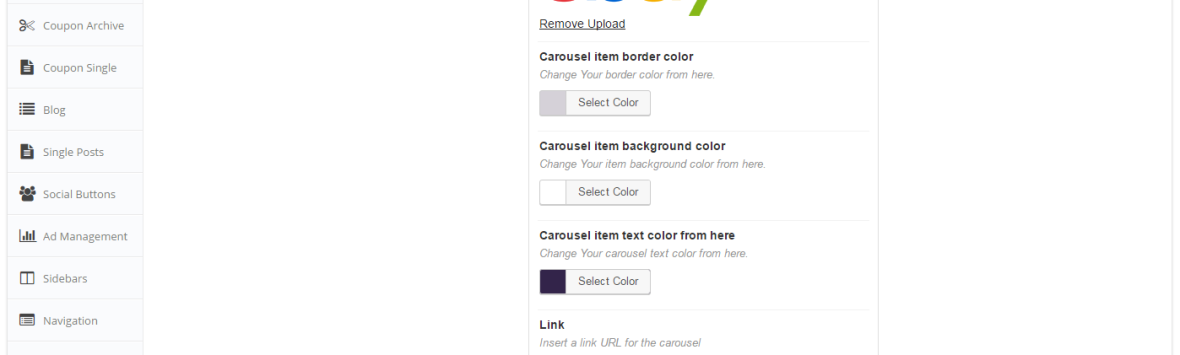 Coupon Archive
Coupon Single
Blog
Single Posts
Social Buttons
Ad Management
Sidebars
Navigation
Remove Upload
Carousel item border color
Change Your border color from here.
Select Color
Carousel item background color
Change Your item background color from here.
Select Color
Carousel item text color from here
Change Your carousel text color from here.
Select Color
Link
Insert a link URL for the carousel